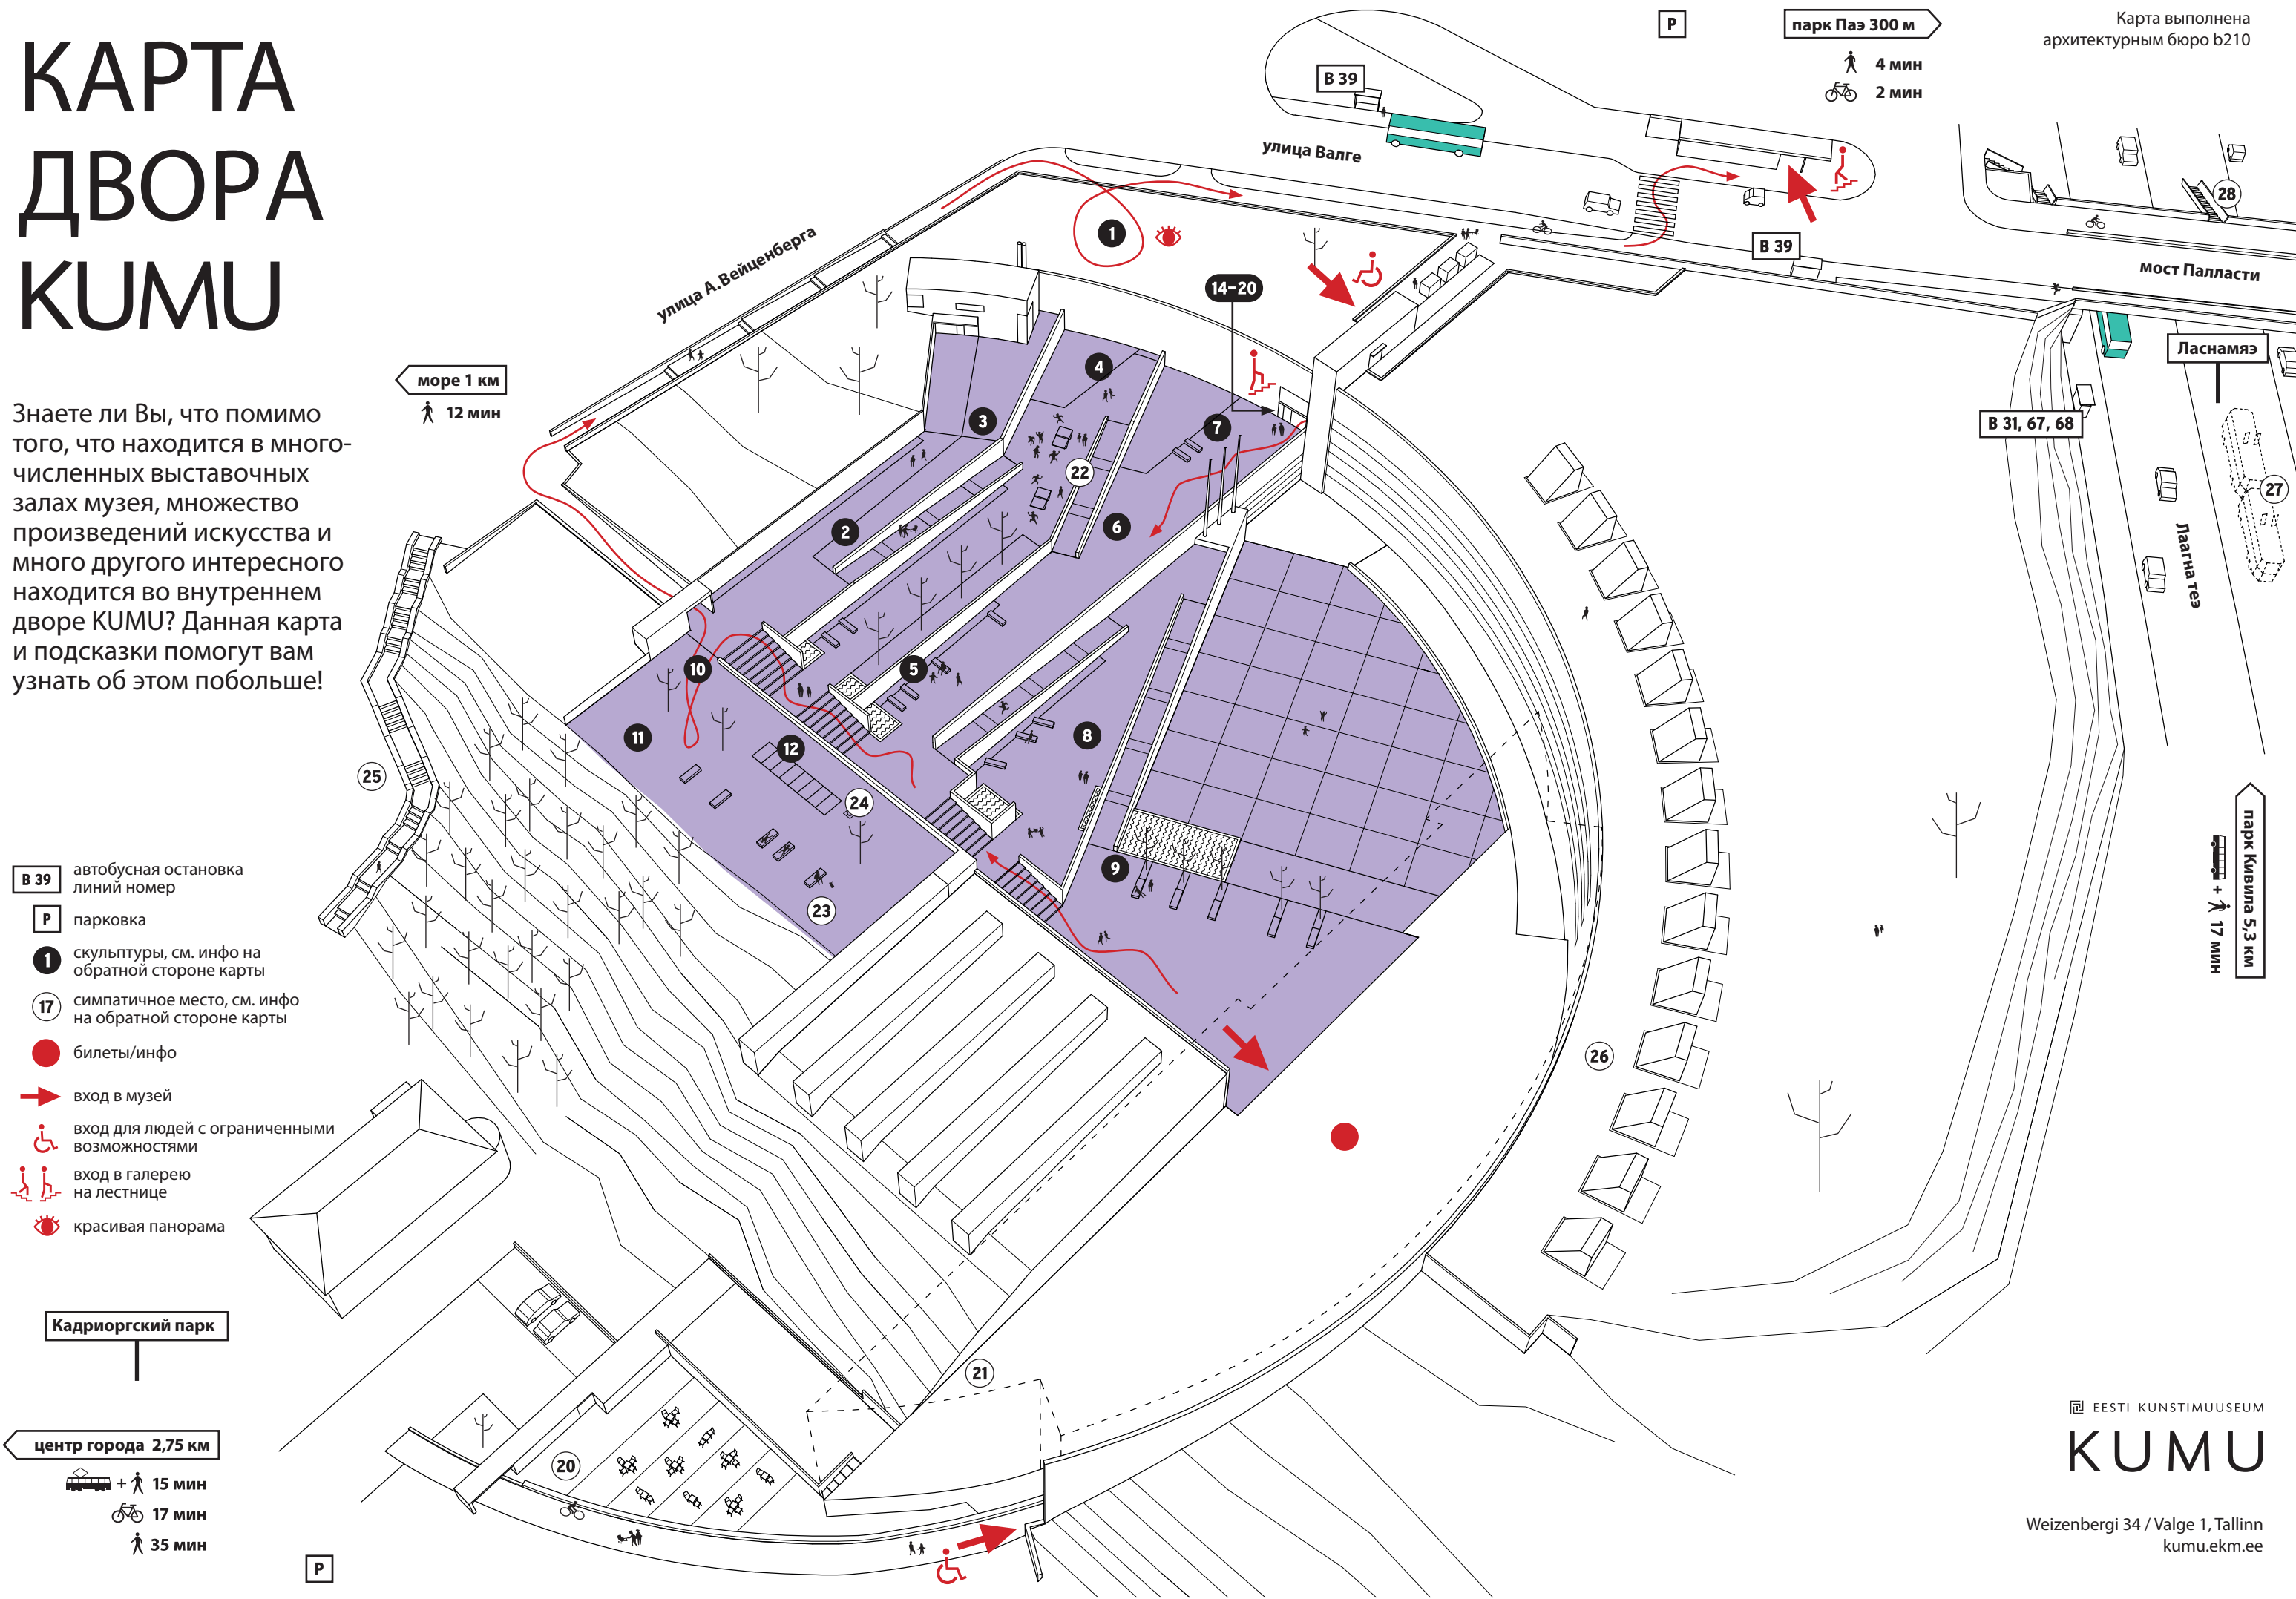 КАРТА
ДВОРА
KUMU
Знаете ли Вы, что помимо
того, что находится в много-
численных выставочных
залах музея, множество
произведений искусства и
много другого интересного
находится во внутреннем
дворе KUMU? Данная карта
и подсказки помогут вам
узнать об этом побольше!
B 39
автобусная остановка
линий номер
P
парковка
1
скульптуры, см. инфо на
обратной стороне карты
17
симпатичное место, см. инфо
на обратной стороне карты
билеты/инфо
вход в музей
вход для людей с ограниченными
возможностями
вход в галерею
на лестнице
красивая панорама
Кадриоргский парк
центр города 2,75 км
+ 15 мин
17 мин
35 мин
P
море 1 км
12 мин
улица А. Вейценберга
улица Валге
B 39
P
парк Паэ 300 м
4 мин
2 мин
Карта выполнена
архитектурным бюро b210
B 39
мост Палласти
28
Ласнамяэ
B 31, 67, 68
27
Лаагна теэ
парк Кивила 5,3 км
+ 17 мин
1
14–20
4
3
7
22
2
6
10
5
11
12
8
24
25
9
23
26
21
20
EESTI KUNSTIMUUSEUM
KUMU
Weizenbergi 34 / Valge 1, Tallinn
kumu.ekm.ee